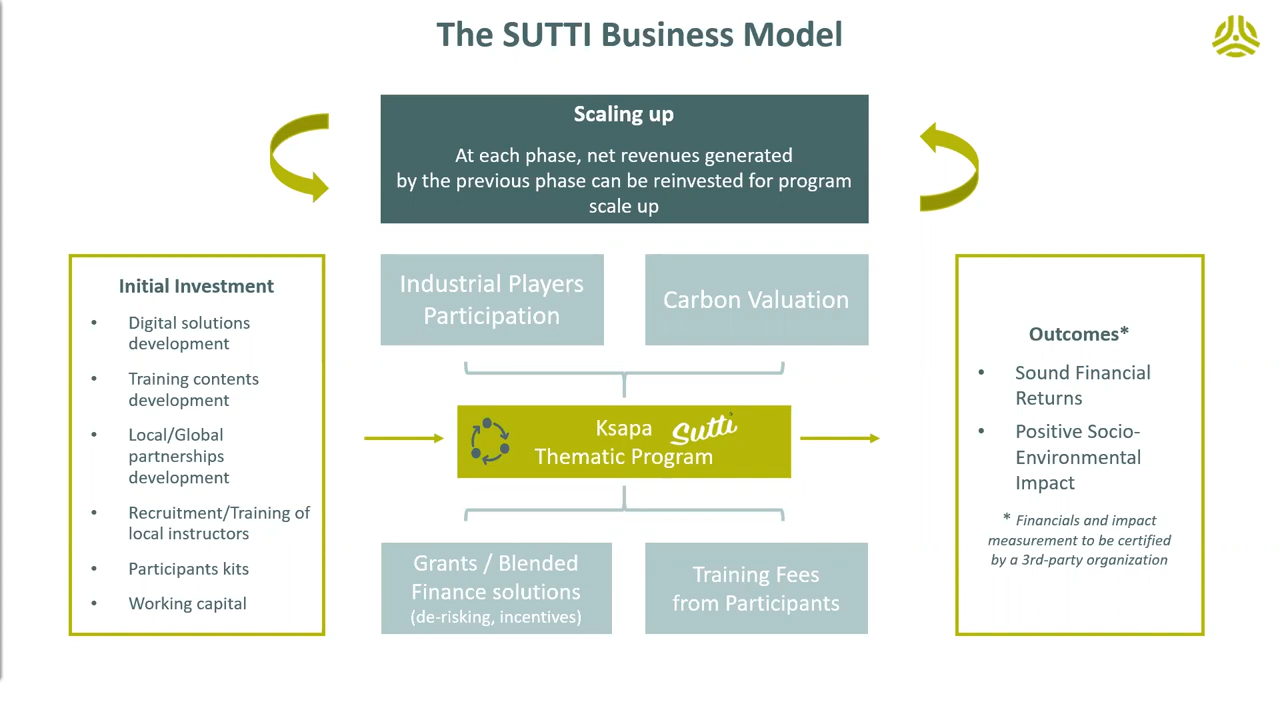 The SUTTI Business Model
Scaling up
At each phase, net revenues generated
by the previous phase can be reinvested for program
scale up
Initial Investment
• Digital solutions
development
• Training contents
development
• Local/Global
partnerships
development
• Recruitment/Training of
local instructors
• Participants kits
• Working capital
Industrial Players
Participation
Carbon Valuation
Ksapa Sutti
Thematic Program
Grants / Blended
Finance solutions
(de-risking, incentives)
Training Fees
from Participants
Outcomes*
• Sound Financial
Returns
• Positive Socio-
Environmental
Impact
* Financials and impact
measurement to be certified
by a 3rd-party organization